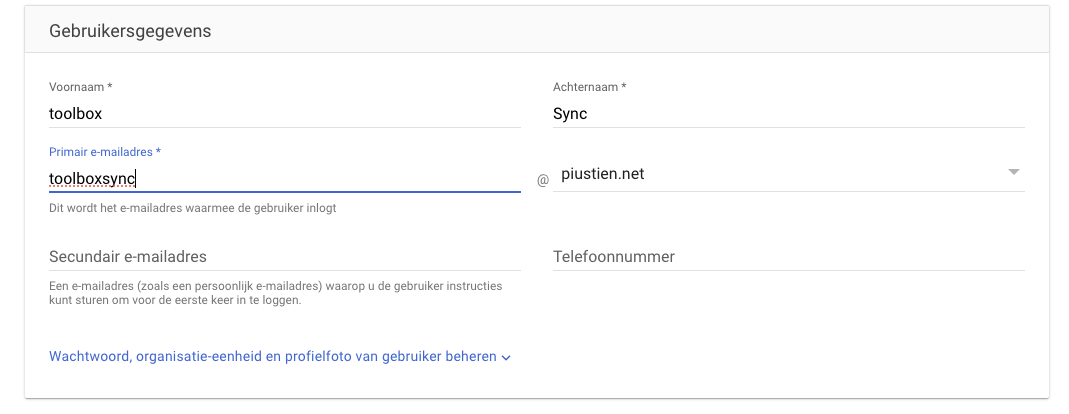 Gebruikersgegevens
Voornaam *
Achternaam *
toolbox
Sync
Primair e-mailadres *
toolboxsync
@
piustien.net
Dit wordt het e-mailadres waarmee de gebruiker inlogt
Secundair e-mailadres
Telefoonnummer
Een e-mailadres (zoals een persoonlijk e-mailadres) waarop u de gebruiker instructies
kunt sturen om voor de eerste keer in te loggen.
Wachtwoord, organisatie-eenheid en profielfoto van gebruiker beheren